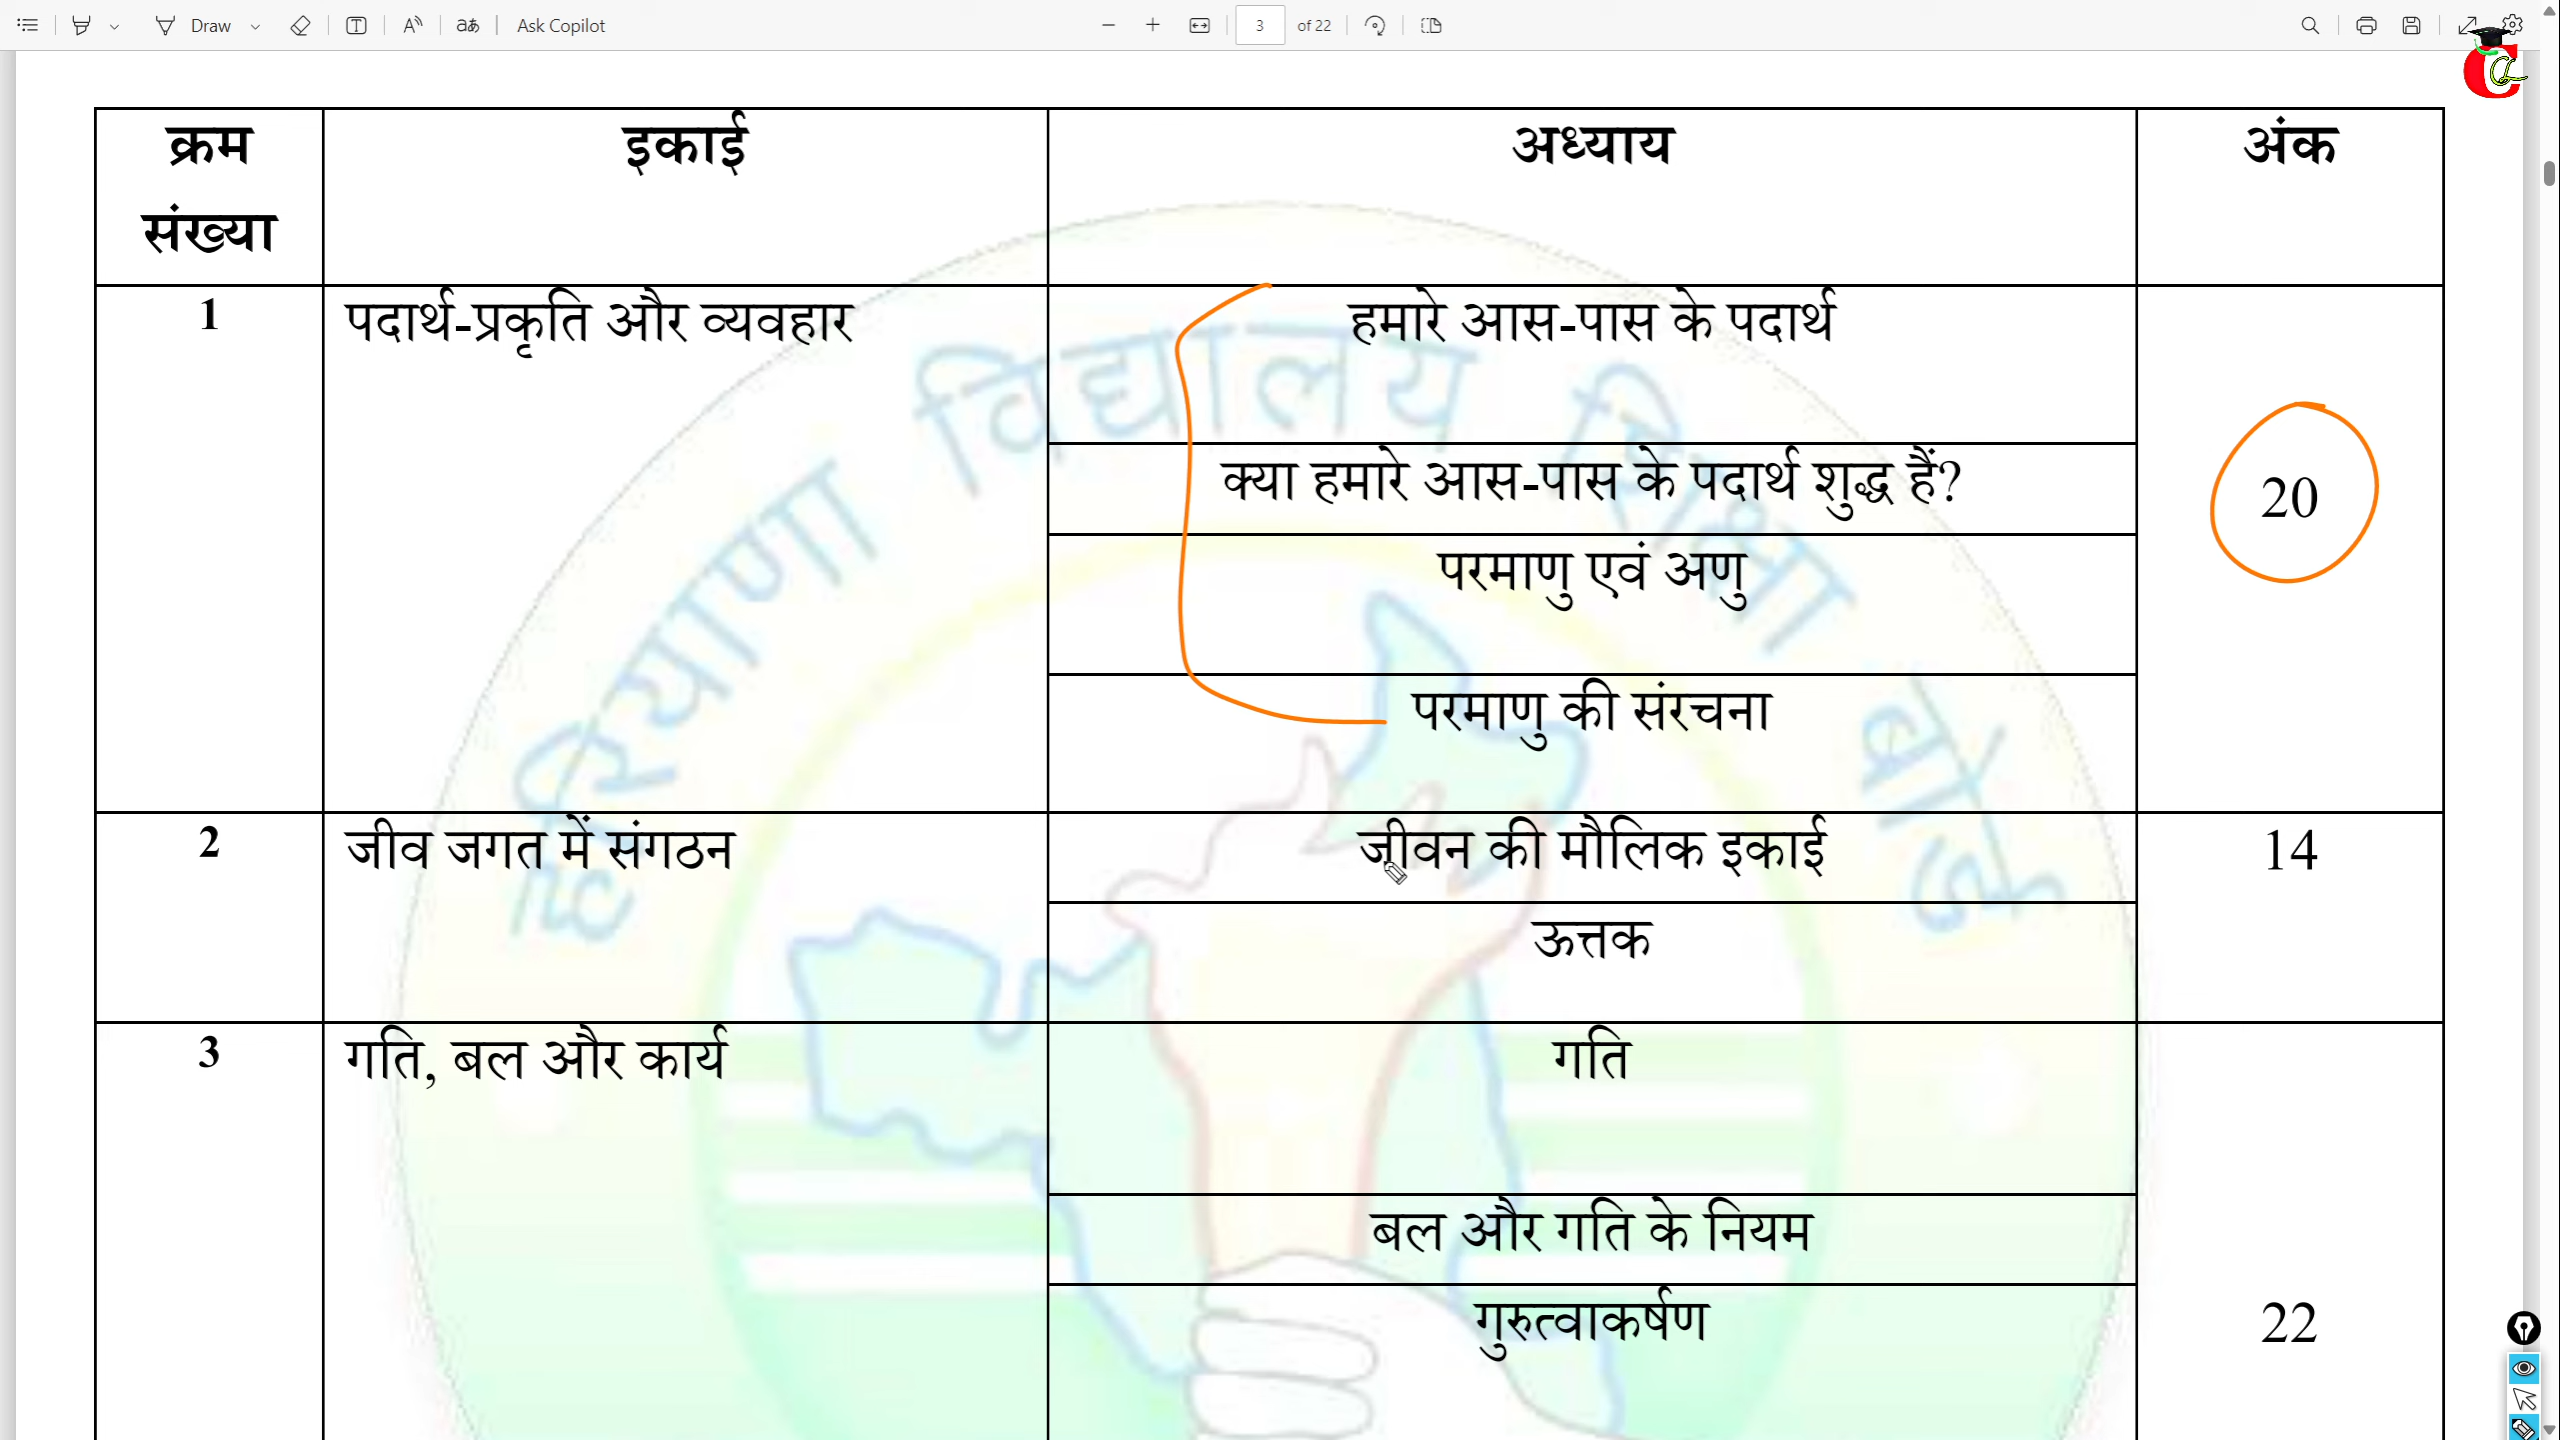 Draw
Ask Copilot
3 of 22
क्रम संख्या इकाई अध्याय अंक
1 पदार्थ-प्रकृति और व्यवहार हमारे आस-पास के पदार्थ
क्या हमारे आस-पास के पदार्थ शुद्ध हैं?
20
परमाणु एवं अणु
परमाणु की संरचना
2 जीव जगत में संगठन जीवन की मौलिक इकाई 14
ऊत्तक
3 गति, बल और कार्य गति
बल और गति के नियम
गुरुत्वाकर्षण
22
हरियाणा विद्यालय शिक्षा बोर्ड